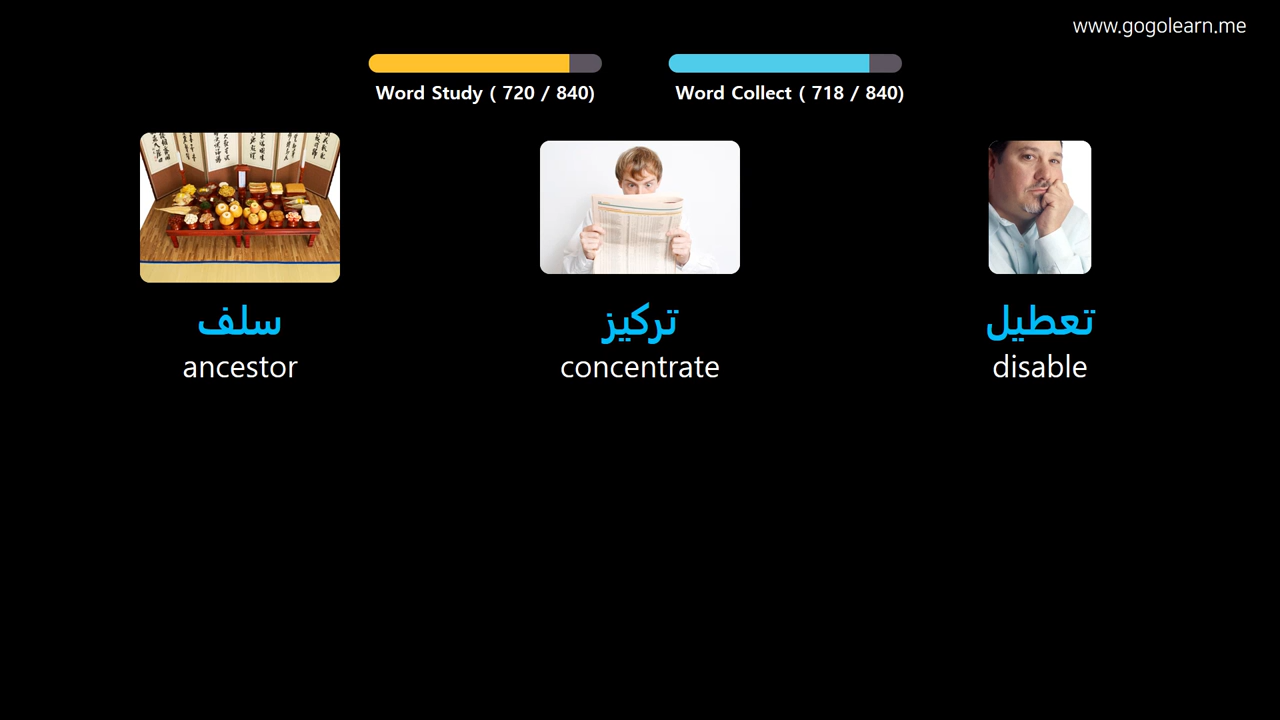 www.gogolearn.me
Word Study ( 720 / 840)
Word Collect ( 718 / 840)
سلف
ancestor
تركيز
concentrate
تعطيل
disable